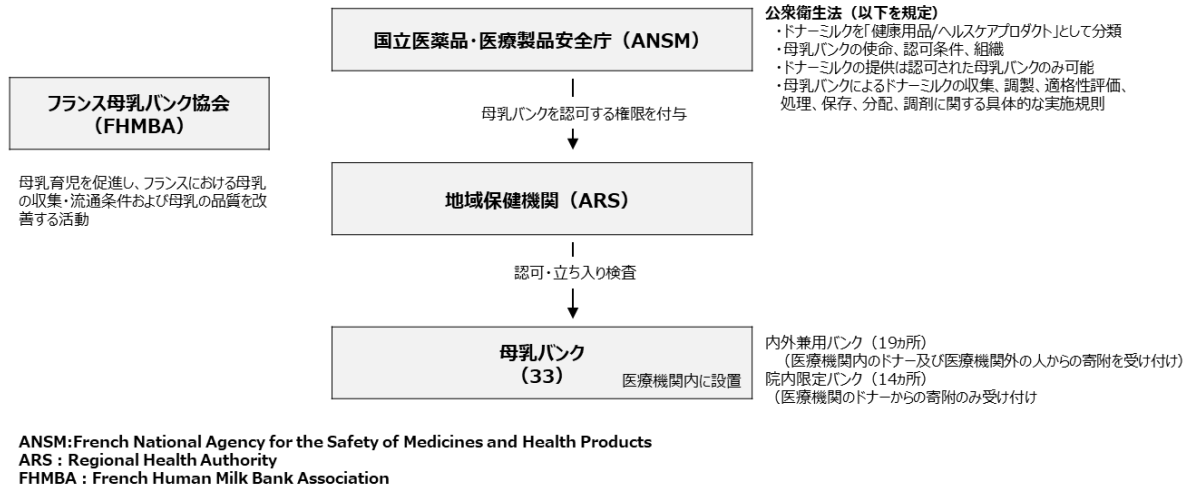 公衆衛生法（以下を規定）
・ドナーミルクを「健康用品/ヘルスケアプロダクト」として分類
・母乳バンクの使命、認可条件、組織
・ドナーミルクの提供は認可された母乳バンクのみ可能
・母乳バンクによるドナーミルクの収集、調製、適格性評価、
処理、保存、分配、調剤に関する具体的な実施規則
国立医薬品・医療製品安全庁（ANSM）
フランス母乳バンク協会
（FHMBA）
母乳育児を促進し、フランスにおける母乳
の収集・流通条件および母乳の品質を改
善する活動
母乳バンクを認可する権限を付与
地域保健機関（ARS）
認可・立ち入り検査
母乳バンク
（33）
医療機関内に設置
内外兼用バンク（19ヵ所）
（医療機関内のドナー及び医療機関外の人からの寄附を受け付け）
院内限定バンク（14ヵ所）
（医療機関のドナーからの寄附のみ受け付け
ANSM:French National Agency for the Safety of Medicines and Health Products
ARS : Regional Health Authority
FHMBA : French Human Milk Bank Association